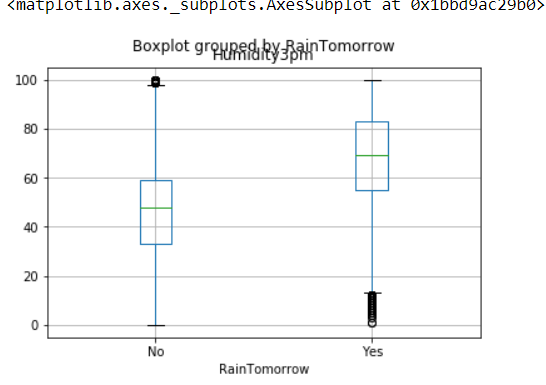 <matplotlib.axes._subplots.AxesSubplot at 0x1bbd9ac29b0>
Boxplot grouped by RainTomorrow
Humidity3pm
100
80
60
40
20
0
No Yes
RainTomorrow